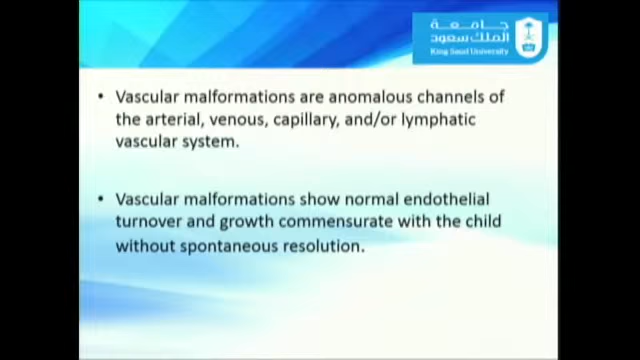 جامعة
الملك سعود
King Saud University
• Vascular malformations are anomalous channels of
the arterial, venous, capillary, and/or lymphatic
vascular system.
• Vascular malformations show normal endothelial
turnover and growth commensurate with the child
without spontaneous resolution.